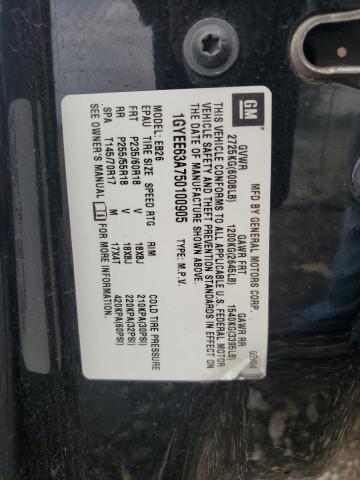 GM
MFD BY GENERAL MOTORS CORP.
GVWR GAWR FRT GAWR RR
2725KG(6008LB) 1200KG(2645LB) 1540KG(3395LB)
THIS VEHICLE CONFORMS TO ALL APPLICABLE U.S. FEDERAL MOTOR
VEHICLE SAFETY AND THEFT PREVENTION STANDARDS IN EFFECT ON
THE DATE OF MANUFACTURE SHOWN ABOVE.
1GYEE63A750100905 TYPE: M.P.V.
MODEL: EB26
EPAU TIRE SIZE SPEED RTG RIM COLD TIRE PRESSURE
FRT P235/60R18 V 18X8J 210KPA(30PSI)
RR P255/55R18 V 18X8J 220KPA(32PSI)
SPA T145/70R17 M 17X4T 420KPA(60PSI)
SEE OWNER'S MANUAL FOR MORE INFORMATION.